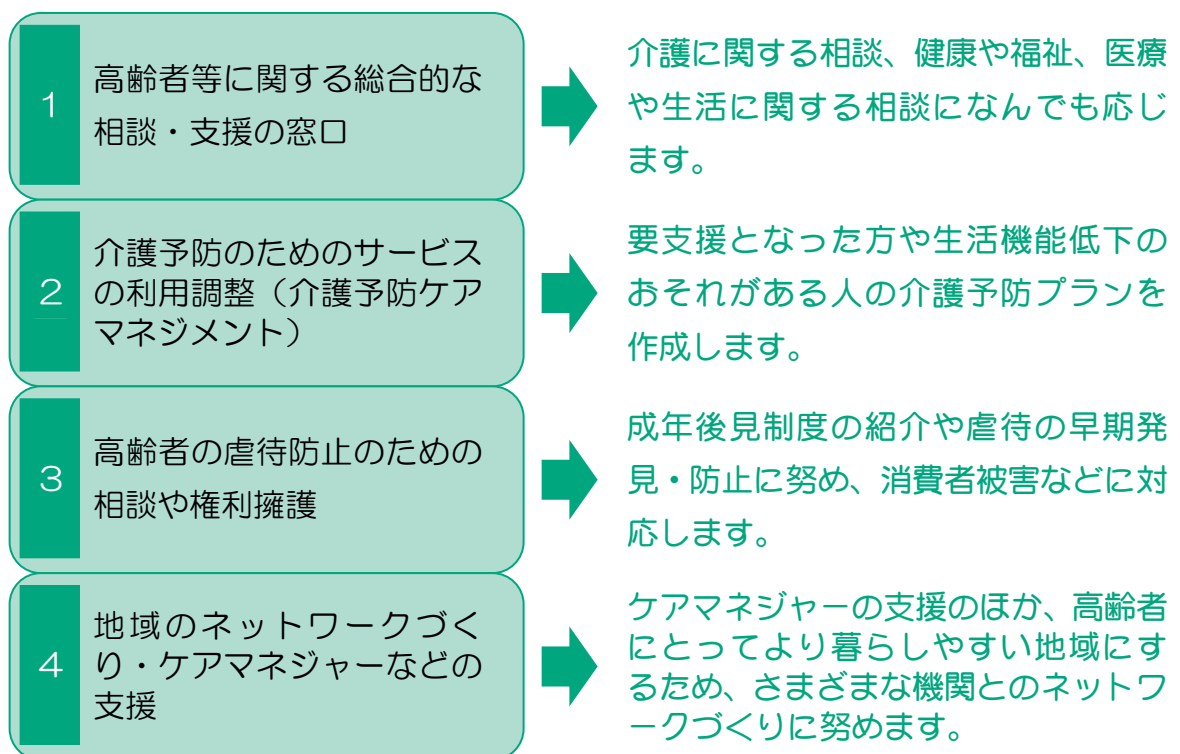 1
高齢者等に関する総合的な
相談・支援の窓口
介護に関する相談、健康や福祉、医療
や生活に関する相談になんでも応じ
ます。
2
介護予防のためのサービス
の利用調整（介護予防ケア
マネジメント）
要支援となった方や生活機能低下の
おそれがある人の介護予防プランを
作成します。
3
高齢者の虐待防止のための
相談や権利擁護
成年後見制度の紹介や虐待の早期発
見・防止に努め、消費者被害などに対
応します。
4
地域のネットワークづく
り・ケアマネジャーなどの
支援
ケアマネジャーの支援のほか、高齢者
にとってより暮らしやすい地域にす
るため、さまざまな機関とのネットワ
ークづくりに努めます。